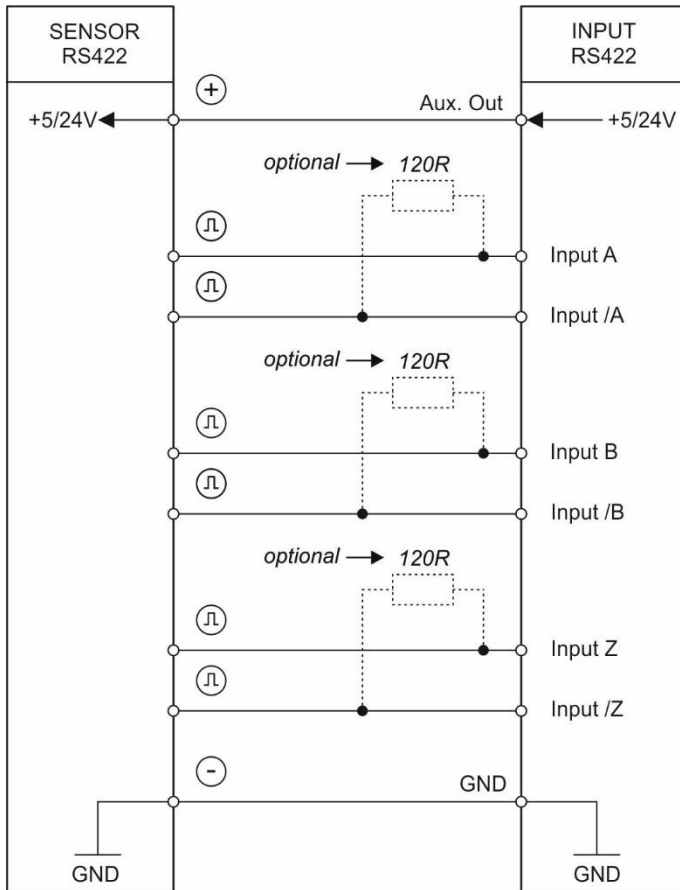 SENSOR
RS422
INPUT
RS422
+
Aux. Out
+5/24V
+5/24V
optional 120R
Input A
Input /A
optional 120R
Input B
Input /B
optional 120R
Input Z
Input /Z
-
GND
GND
GND